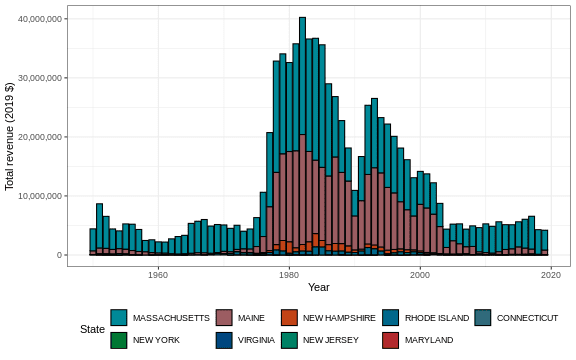 40,000,000
30,000,000
20,000,000
10,000,000
0
Total revenue (2019 $)
1960 1980 2000 2020
Year
State
MASSACHUSETTS MAINE NEW HAMPSHIRE RHODE ISLAND CONNECTICUT
NEW YORK VIRGINIA NEW JERSEY MARYLAND